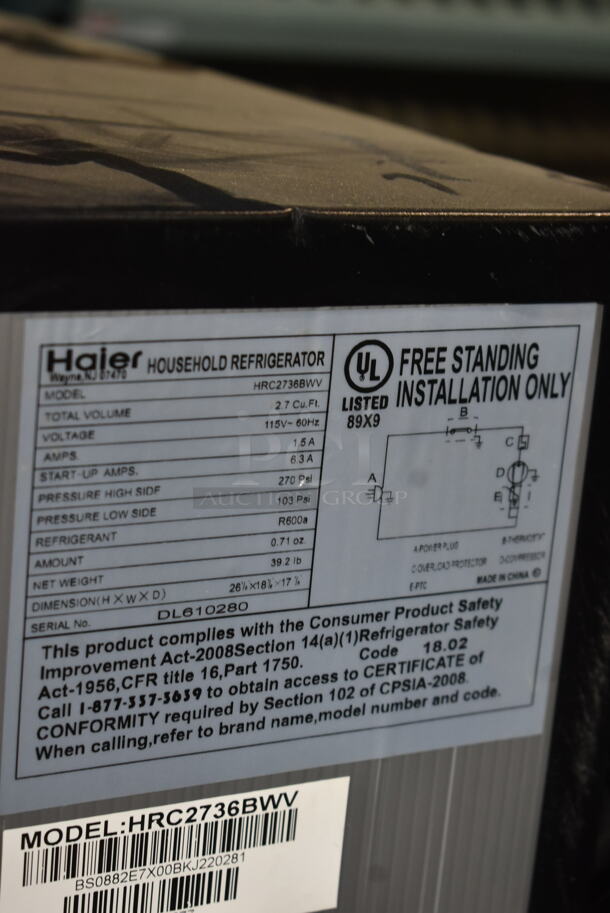 Haier HOUSEHOLD REFRIGERATOR
Wayne,NJ 07470
MODEL HRC2736BWV
TOTAL VOLUME 2.7 Cu.Ft.
VOLTAGE 115V~ 60Hz
AMPS. 1.5 A
START-UP AMPS. 6.3 A
PRESSURE HIGH SIDE 270 Psi
PRESSURE LOW SIDE 103 Psi
REFRIGERANT R600a
AMOUNT 0.71 oz.
NET WEIGHT 39.2 lb
DIMENSION(H×W×D)
SERIAL No. DL610280
UL
LISTED
89X9
FREE STANDING
INSTALLATION ONLY
B
C
A
D
E
A-POWER PLUG B-THERMOSTAT
C-OVERLOAD PROTECTOR D-COMPRESSOR
E-PTC MADE IN CHINA
This product complies with the Consumer Product Safety
Improvement Act-2008Section 14(a)(1)Refrigerator Safety
Act-1956,CFR title 16,Part 1750. Code 18.02
Call 1-877-337-3639 to obtain access to CERTIFICATE of
CONFORMITY required by Section 102 of CPSIA-2008.
When calling,refer to brand name,model number and code.
MODEL:HRC2736BWV
BS0882E7X00BKJ220281
AUCTION GROUP